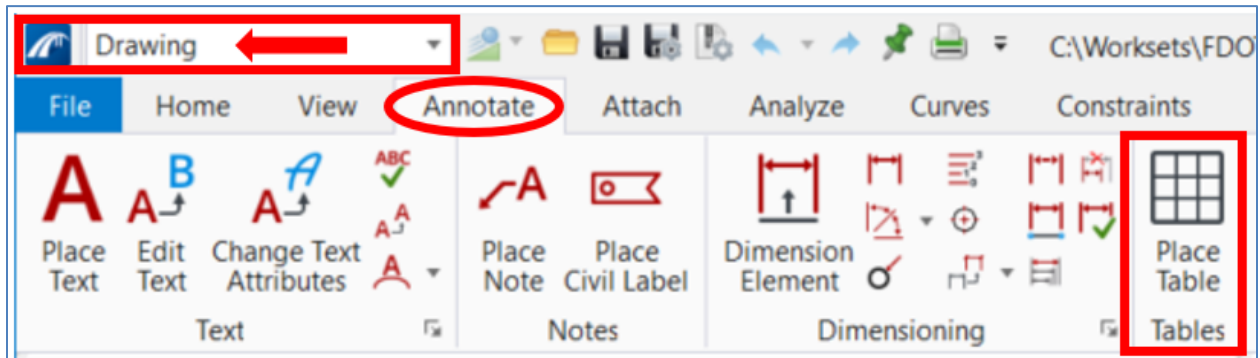 Drawing
C:\Worksets\FDO
File Home View Annotate Attach Analyze Curves Constraints
A B A A A ABC A A A A
Place Text
Edit Text
Change Text Attributes
Place Note
Place Civil Label
Dimension Element
Place Table
Text Notes Dimensioning Tables